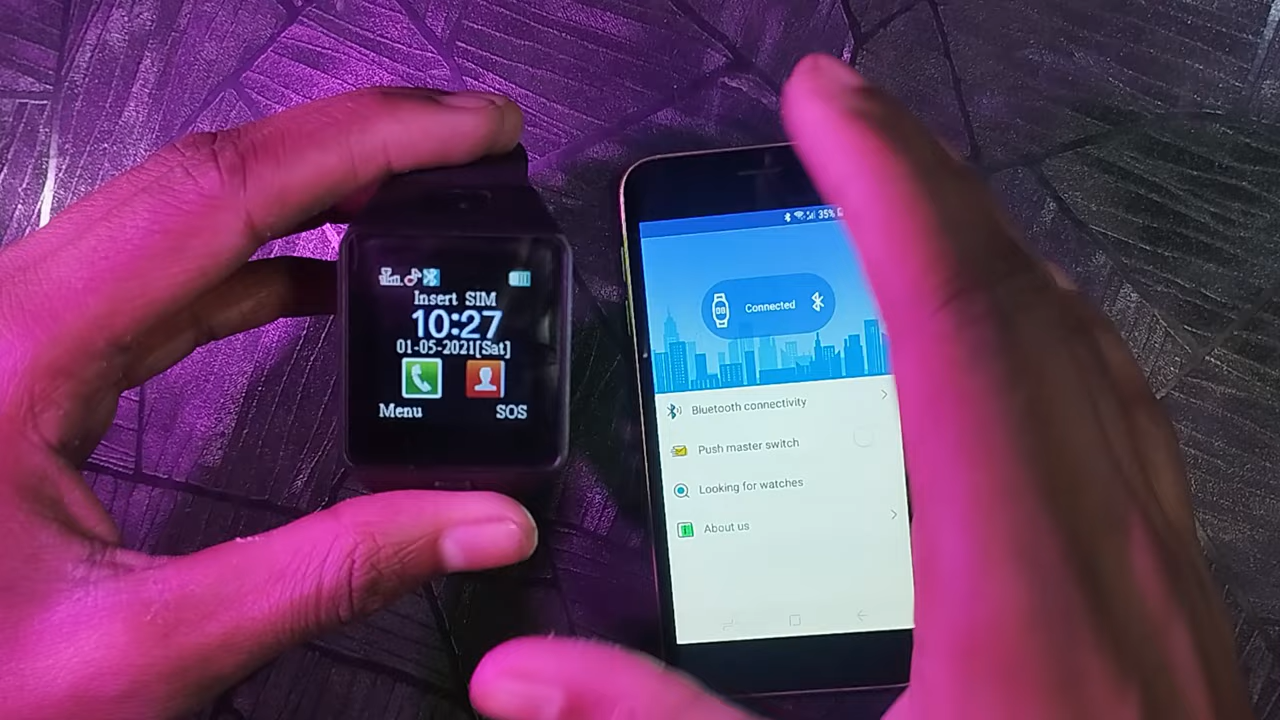 Insert SIM
10:27
01-05-2021[Sat]
Menu SOS
35%
Connected
Bluetooth connectivity
Push master switch
Looking for watches
About us